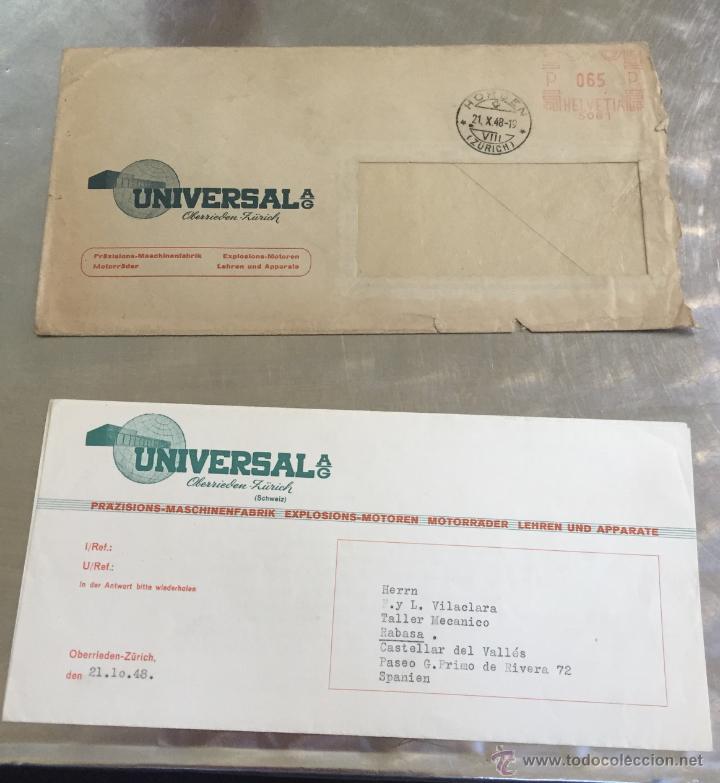 P 065 P
HELVETIA
5061
HORGEN
21. X. 48-19
VIII
(ZÜRICH)
UNIVERSAL AG
Oberrieden-Zürich
Präzisions-Maschinenfabrik Explosions-Motoren
Motorräder Lehren und Apparate
UNIVERSAL AG
Oberrieden-Zürich
(Schweiz)
PRÄZISIONS-MASCHINENFABRIK EXPLOSIONS-MOTOREN MOTORRÄDER LEHREN UND APPARATE
I/Ref.:
U/Ref.:
In der Antwort bitte wiederholen
Herrn
.y L. Vilaclara
Taller Mecanico
Rabasa .
Castellar del Vallés
Paseo G.Primo de Rivera 72
Spanien
Oberrieden-Zürich,
den 21.10.48.
www.todocoleccion.net